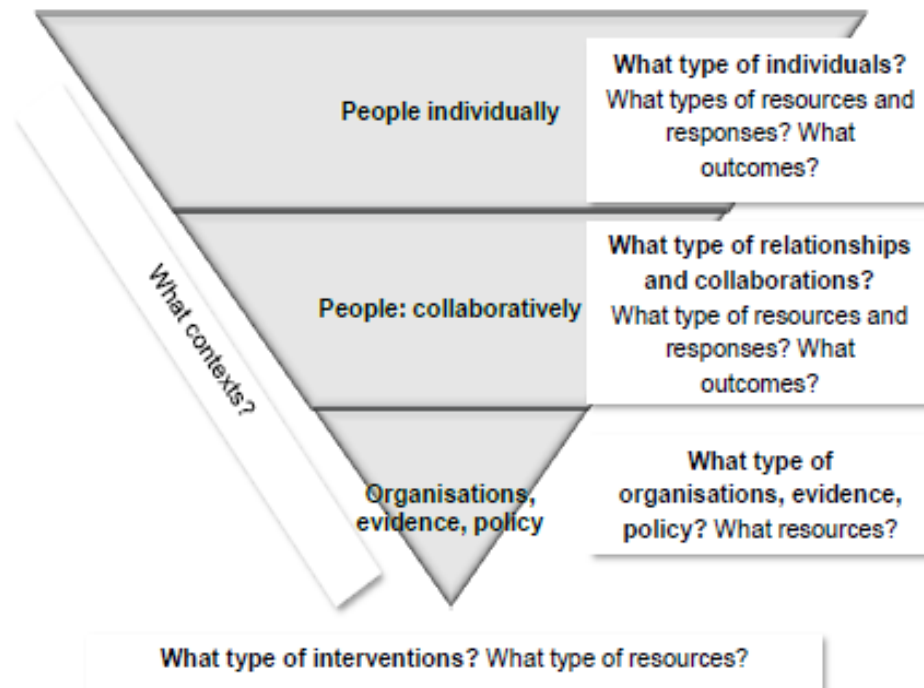 People individually
What type of individuals?
What types of resources and
responses? What
outcomes?
What contexts?
People: collaboratively
What type of relationships
and collaborations?
What type of resources and
responses? What
outcomes?
Organisations,
evidence, policy
What type of
organisations, evidence,
policy? What resources?
What type of interventions? What type of resources?